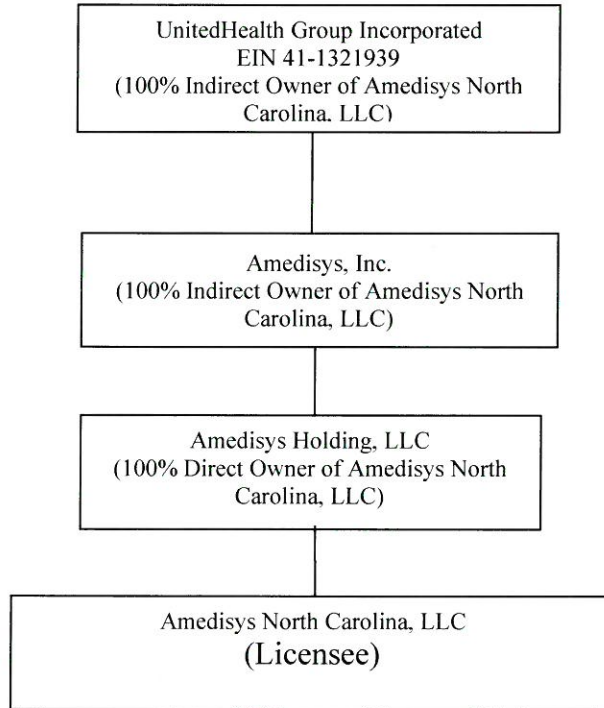 UnitedHealth Group Incorporated
EIN 41-1321939
(100% Indirect Owner of Amedisys North
Carolina, LLC)
Amedisys, Inc.
(100% Indirect Owner of Amedisys North
Carolina, LLC)
Amedisys Holding, LLC
(100% Direct Owner of Amedisys North
Carolina, LLC)
Amedisys North Carolina, LLC
(Licensee)